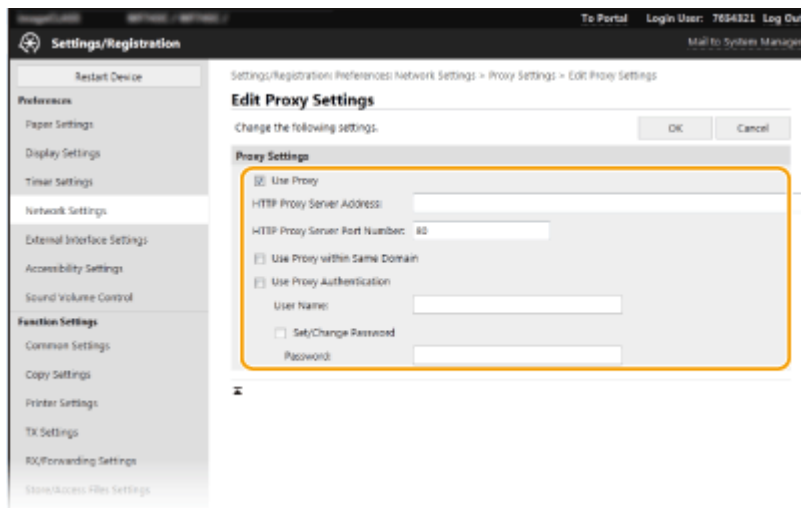 To Portal Login User: 7654321 Log Out
Settings/Registration
Mail to System Manager
Restart Device
Preferences
Paper Settings
Display Settings
Timer Settings
Network Settings
External Interface Settings
Accessibility Settings
Sound Volume Control
Function Settings
Common Settings
Copy Settings
Printer Settings
TX Settings
RX/Forwarding Settings
Store/Access Files Settings
Settings/Registration: Preferences: Network Settings > Proxy Settings > Edit Proxy Settings
Edit Proxy Settings
Change the following settings.
OK
Cancel
Proxy Settings
Use Proxy
HTTP Proxy Server Address:
HTTP Proxy Server Port Number: 80
Use Proxy within Same Domain
Use Proxy Authentication
User Name:
Set/Change Password
Password: